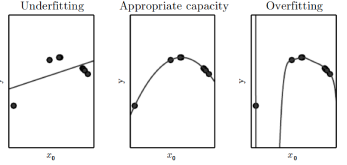 Underfitting
Appropriate capacity
Overfitting
y
y
y
x₀
x₀
x₀